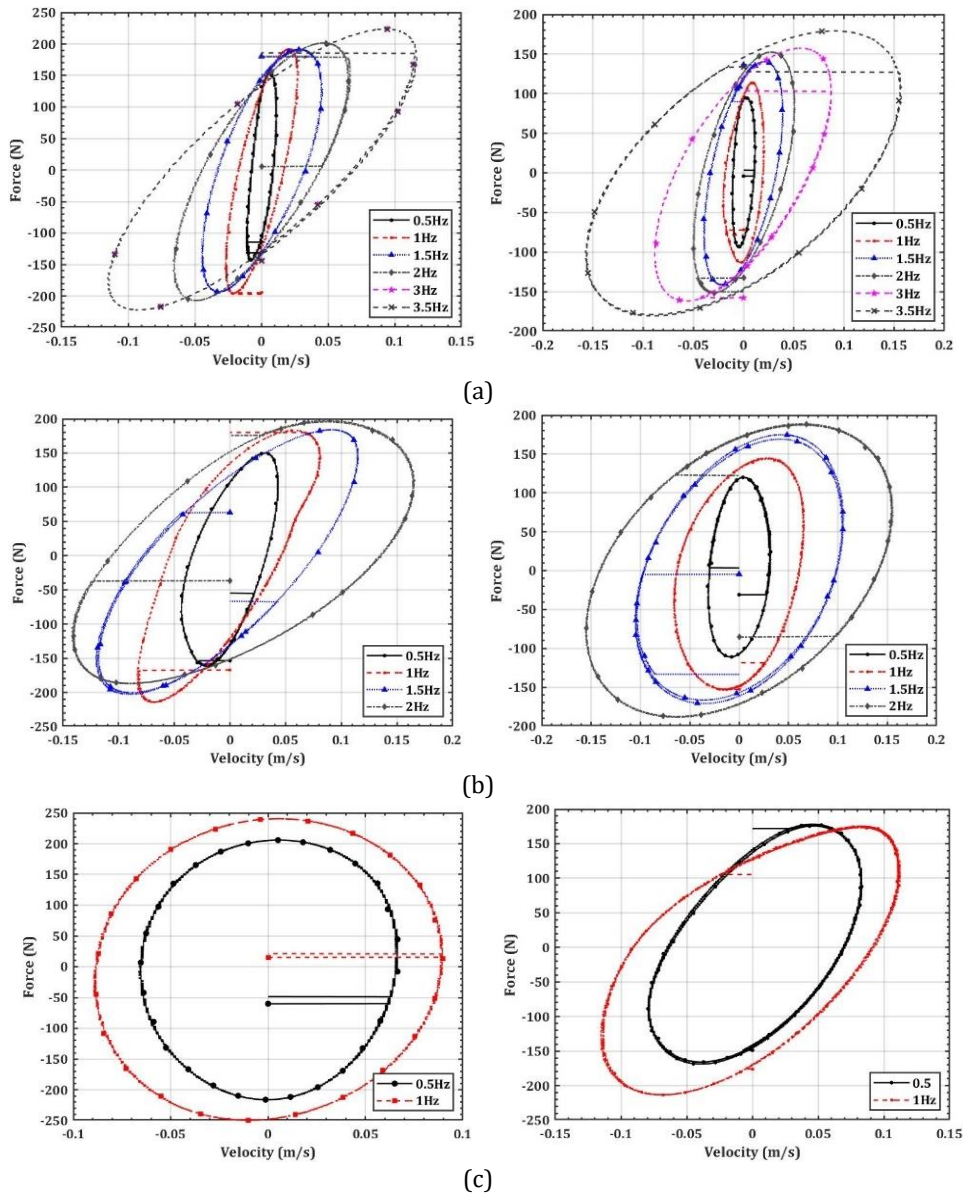 250
200
150
100
50
0
-50
-100
-150
-200
-250
Force (N)
-0.15 -0.1 -0.05 0 0.05 0.1 0.15
Velocity (m/s)
0.5Hz
1Hz
1.5Hz
2Hz
3Hz
3.5Hz
200
150
100
50
0
-50
-100
-150
-200
Force (N)
-0.2 -0.15 -0.1 -0.05 0 0.05 0.1 0.15 0.2
Velocity (m/s)
0.5Hz
1Hz
1.5Hz
2Hz
3Hz
3.5Hz
(a)
200
150
100
50
0
-50
-100
-150
-200
-250
Force (N)
-0.15 -0.1 -0.05 0 0.05 0.1 0.15 0.2
Velocity (m/s)
0.5Hz
1Hz
1.5Hz
2Hz
200
150
100
50
0
-50
-100
-150
-200
Force (N)
-0.2 -0.15 -0.1 -0.05 0 0.05 0.1 0.15 0.2
Velocity (m/s)
0.5Hz
1Hz
1.5Hz
2Hz
(b)
250
200
150
100
50
0
-50
-100
-150
-200
-250
Force (N)
-0.1 -0.05 0 0.05 0.1
Velocity (m/s)
0.5Hz
1Hz
200
150
100
50
0
-50
-100
-150
-200
-250
Force (N)
-0.15 -0.1 -0.05 0 0.05 0.1 0.15
Velocity (m/s)
0.5
1Hz
(c)